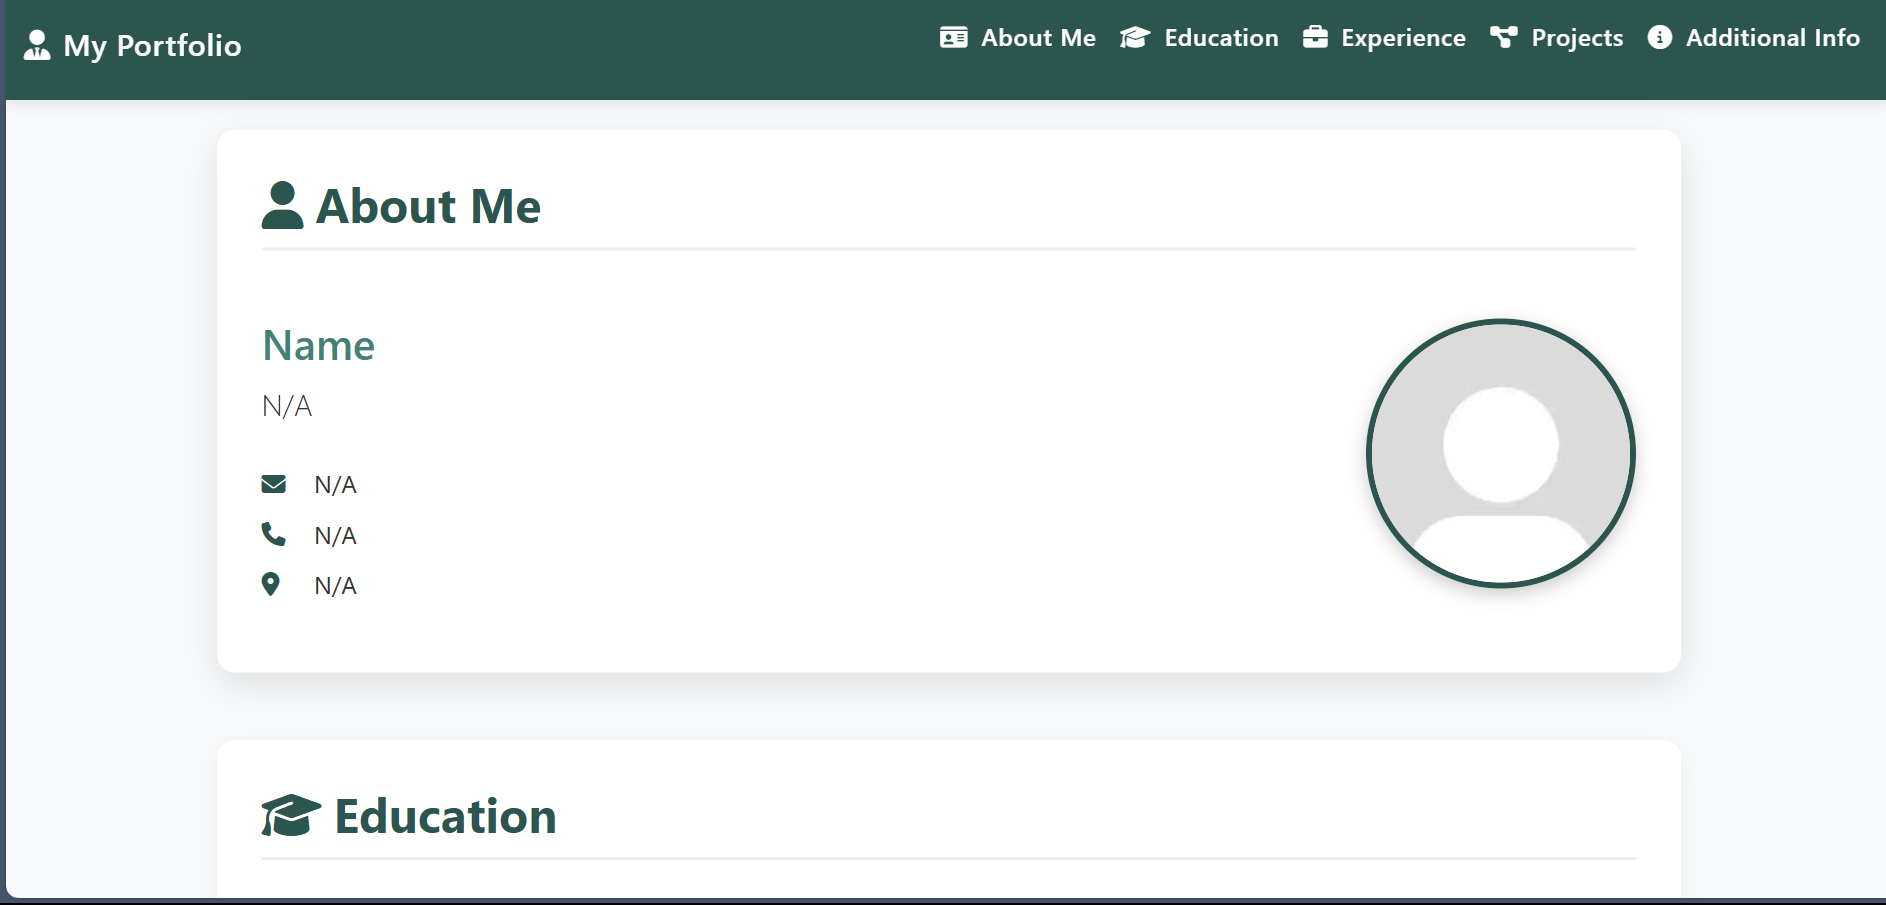 My Portfolio
About Me Education Experience Projects Additional Info
About Me
Name
N/A
N/A
N/A
N/A
Education